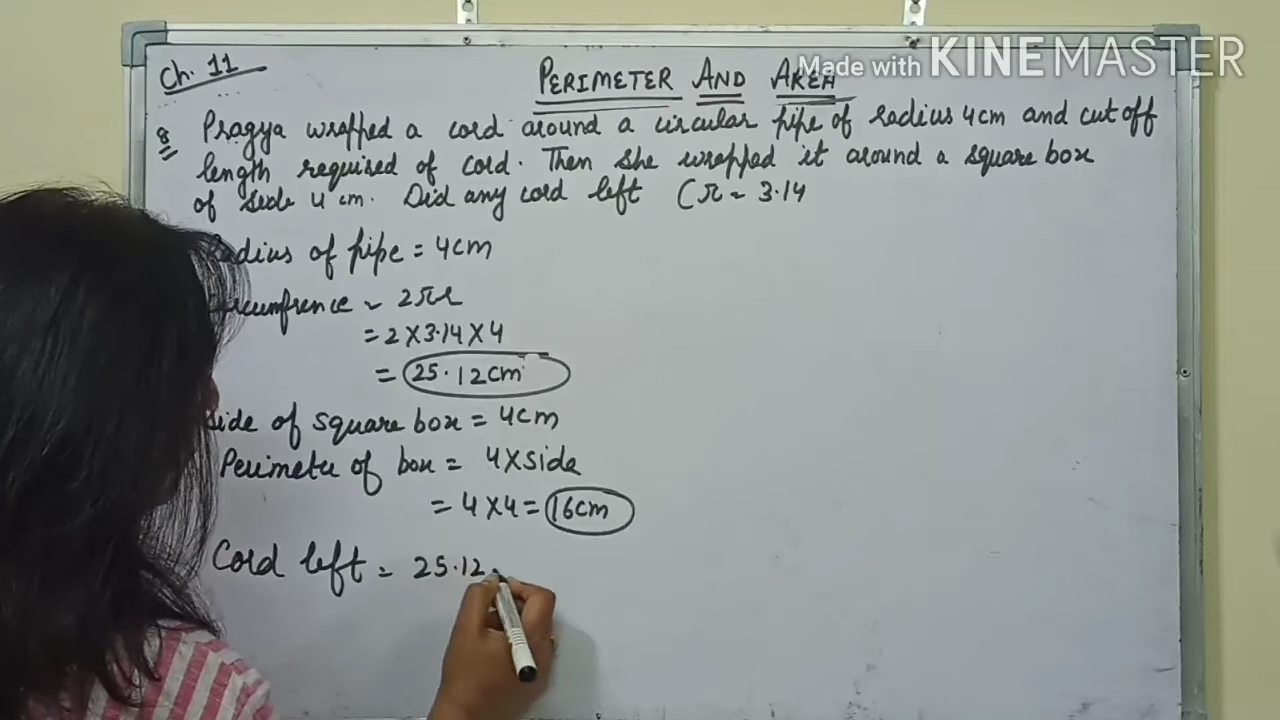 Made with KINEMASTER
Ch. 11
PERIMETER AND AREA
8 Pragya wrapped a cord around a circular pipe of radius 4cm and cut off
length required of cord. Then she wrapped it around a square box
of side 4 cm. Did any cord left (π = 3.14
adius of pipe = 4cm
rcumfrence = 2πr
= 2 X 3.14 X 4
= 25.12cm
Side of square box = 4cm
Perimeter of box = 4 X side
= 4 X 4 = 16cm
Cord left = 25.12